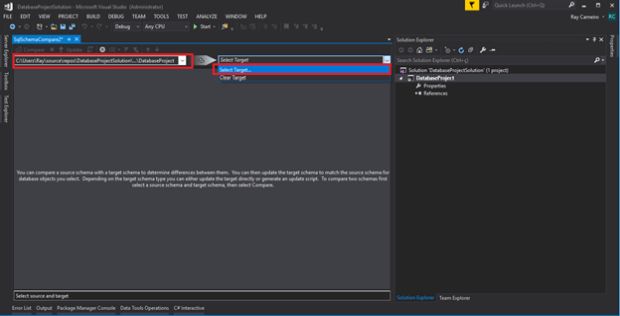 DatabaseProjectSolution - Microsoft Visual Studio (Administrator)
Quick Launch (Ctrl+Q)
FILE EDIT VIEW PROJECT BUILD DEBUG TEAM TOOLS TEST ANALYZE WINDOW HELP
Ray Carneiro RC
Debug Any CPU Start
SqlSchemaCompare2*
Solution Explorer
Compare Update
Search Solution Explorer (Ctrl+ç)
C:\Users\Ray\source\repos\DatabaseProjectSolution\...\DatabaseProject
Select Target
Select Target...
Clear Target
Solution 'DatabaseProjectSolution' (1 project)
DatabaseProject
Properties
References
Server Explorer
Toolbox
Test Explorer
Properties
You can compare a source schema with a target schema to determine differences between them. You can then update the target schema to match the source schema for
database objects you select. Depending on the target schema type you can either update the target directly or generate an update script. To compare two schemas first
select a source schema and target schema, then select Compare.
Select source and target
Solution Explorer Team Explorer
Error List Output Package Manager Console Data Tools Operations C# Interactive